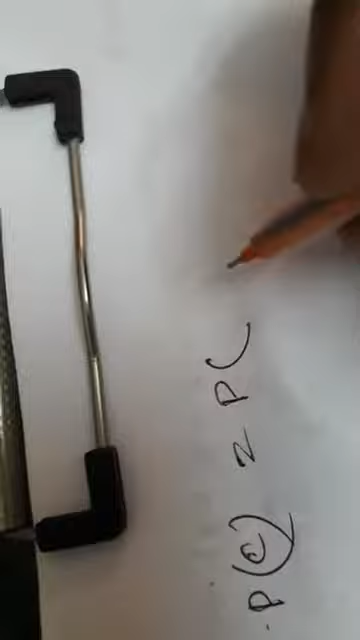 .P(C) = PC